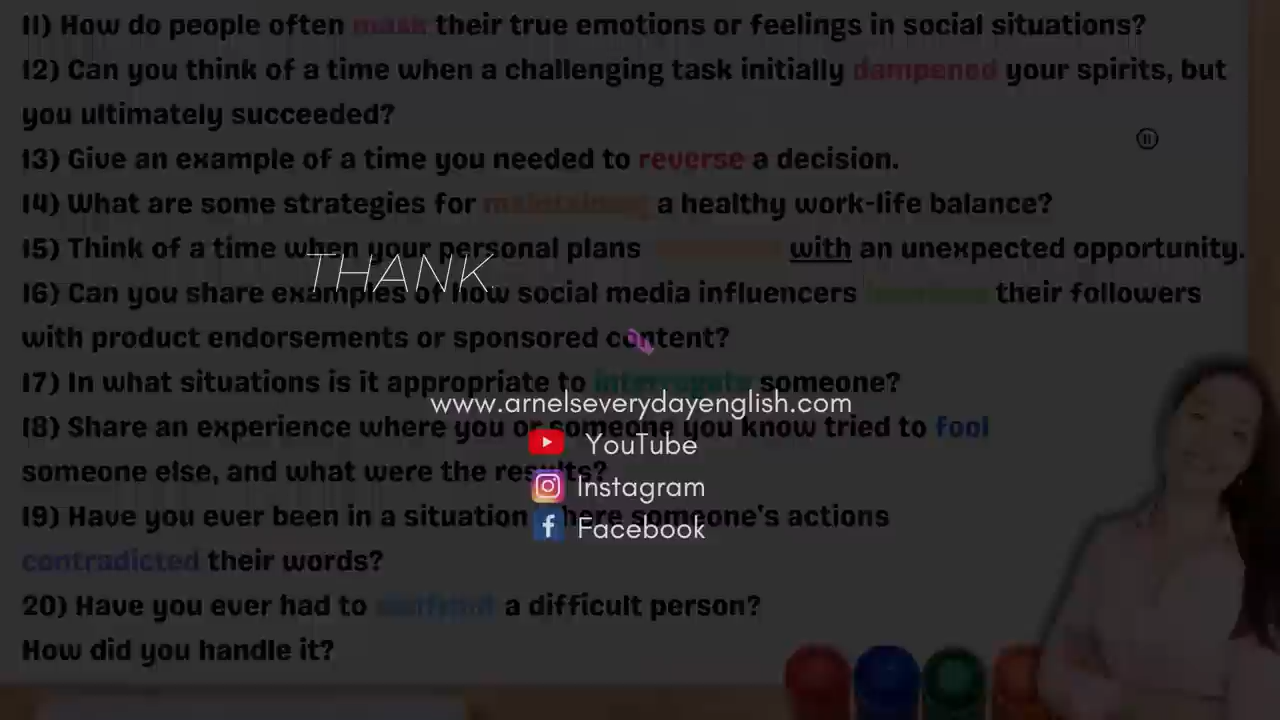 11) How do people often mask their true emotions or feelings in social situations?
12) Can you think of a time when a challenging task initially dampened your spirits, but
you ultimately succeeded?
13) Give an example of a time you needed to reverse a decision.
14) What are some strategies for maintaining a healthy work-life balance?
15) Think of a time when your personal plans with an unexpected opportunity.
16) Can you share examples of how social media influencers their followers
with product endorsements or sponsored content?
17) In what situations is it appropriate to interrogate someone?
18) Share an experience where you or someone you know tried to fool
someone else, and what were the results?
19) Have you ever been in a situation where someone's actions
contradicted their words?
20) Have you ever had to confront a difficult person?
How did you handle it?
THANK
www.arnelseverydayenglish.com
YouTube
Instagram
Facebook